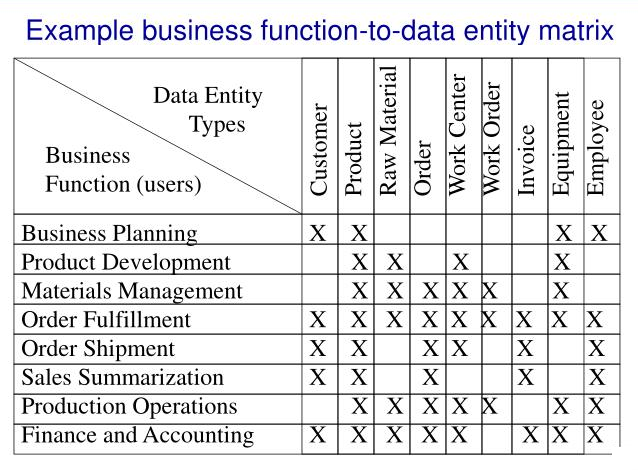 Example business function-to-data entity matrix
Data Entity
Types
Business
Function (users)
Customer
Product
Raw Material
Order
Work Center
Work Order
Invoice
Equipment
Employee
Business Planning X X X X
Product Development X X X X
Materials Management X X X X X X
Order Fulfillment X X X X X X X X X
Order Shipment X X X X X X
Sales Summarization X X X X X
Production Operations X X X X X X X
Finance and Accounting X X X X X X X X